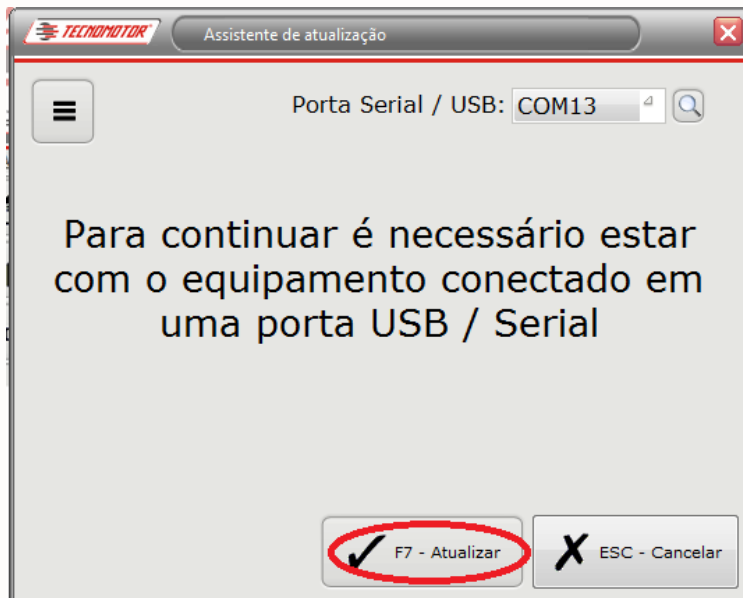 TECNOMOTOR
Assistente de atualização
Porta Serial / USB: COM13
Para continuar é necessário estar
com o equipamento conectado em
uma porta USB / Serial
F7 - Atualizar
ESC - Cancelar